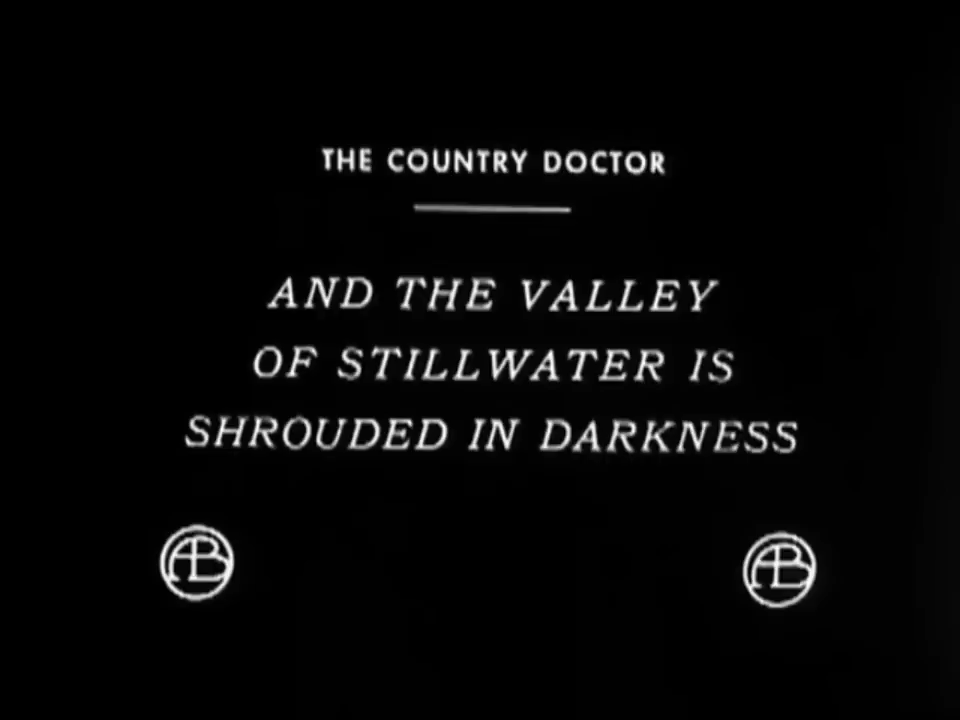 THE COUNTRY DOCTOR
AND THE VALLEY
OF STILLWATER IS
SHROUDED IN DARKNESS
AB AB